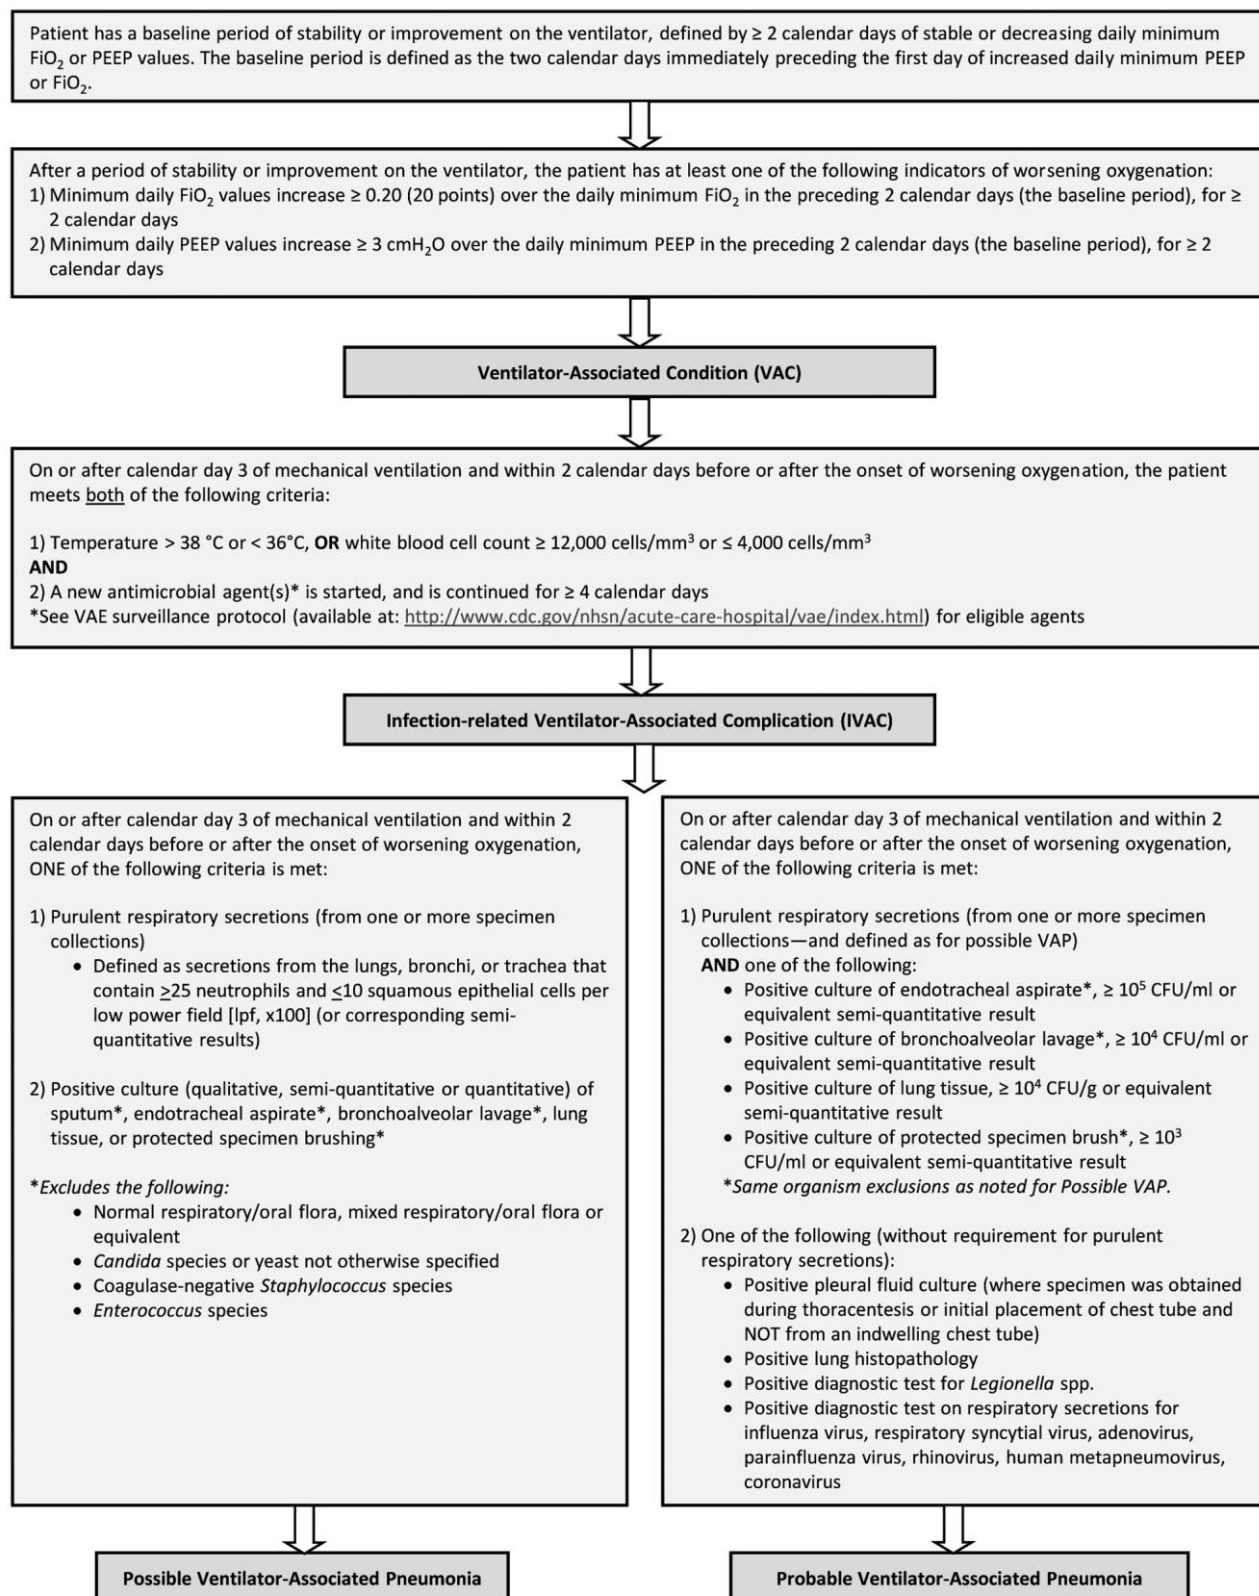 Patient has a baseline period of stability or improvement on the ventilator, defined by ≥ 2 calendar days of stable or decreasing daily minimum
FiO₂ or PEEP values. The baseline period is defined as the two calendar days immediately preceding the first day of increased daily minimum PEEP
or FiO₂.
After a period of stability or improvement on the ventilator, the patient has at least one of the following indicators of worsening oxygenation:
1) Minimum daily FiO₂ values increase ≥ 0.20 (20 points) over the daily minimum FiO₂ in the preceding 2 calendar days (the baseline period), for ≥
2 calendar days
2) Minimum daily PEEP values increase ≥ 3 cmH₂O over the daily minimum PEEP in the preceding 2 calendar days (the baseline period), for ≥ 2
calendar days
Ventilator-Associated Condition (VAC)
On or after calendar day 3 of mechanical ventilation and within 2 calendar days before or after the onset of worsening oxygenation, the patient
meets both of the following criteria:
1) Temperature > 38 °C or < 36°C, OR white blood cell count ≥ 12,000 cells/mm³ or ≤ 4,000 cells/mm³
AND
2) A new antimicrobial agent(s)* is started, and is continued for ≥ 4 calendar days
*See VAE surveillance protocol (available at: http://www.cdc.gov/nhsn/acute-care-hospital/vae/index.html) for eligible agents
Infection-related Ventilator-Associated Complication (IVAC)
On or after calendar day 3 of mechanical ventilation and within 2
calendar days before or after the onset of worsening oxygenation,
ONE of the following criteria is met:
1) Purulent respiratory secretions (from one or more specimen
collections)
• Defined as secretions from the lungs, bronchi, or trachea that
contain ≥25 neutrophils and ≤10 squamous epithelial cells per
low power field [lpf, x100] (or corresponding semi-
quantitative results)
2) Positive culture (qualitative, semi-quantitative or quantitative) of
sputum*, endotracheal aspirate*, bronchoalveolar lavage*, lung
tissue, or protected specimen brushing*
*Excludes the following:
• Normal respiratory/oral flora, mixed respiratory/oral flora or
equivalent
• Candida species or yeast not otherwise specified
• Coagulase-negative Staphylococcus species
• Enterococcus species
Possible Ventilator-Associated Pneumonia
On or after calendar day 3 of mechanical ventilation and within 2
calendar days before or after the onset of worsening oxygenation,
ONE of the following criteria is met:
1) Purulent respiratory secretions (from one or more specimen
collections—and defined as for possible VAP)
AND one of the following:
• Positive culture of endotracheal aspirate*, ≥ 10⁵ CFU/ml or
equivalent semi-quantitative result
• Positive culture of bronchoalveolar lavage*, ≥ 10⁴ CFU/ml or
equivalent semi-quantitative result
• Positive culture of lung tissue, ≥ 10⁴ CFU/g or equivalent
semi-quantitative result
• Positive culture of protected specimen brush*, ≥ 10³
CFU/ml or equivalent semi-quantitative result
*Same organism exclusions as noted for Possible VAP.
2) One of the following (without requirement for purulent
respiratory secretions):
• Positive pleural fluid culture (where specimen was obtained
during thoracentesis or initial placement of chest tube and
NOT from an indwelling chest tube)
• Positive lung histopathology
• Positive diagnostic test for Legionella spp.
• Positive diagnostic test on respiratory secretions for
influenza virus, respiratory syncytial virus, adenovirus,
parainfluenza virus, rhinovirus, human metapneumovirus,
coronavirus
Probable Ventilator-Associated Pneumonia